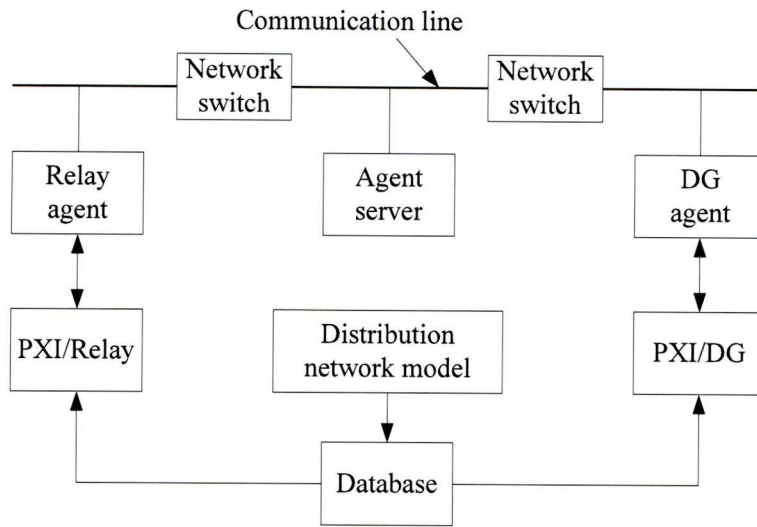 Communication line
Network
switch
Network
switch
Relay
agent
Agent
server
DG
agent
PXI/Relay
Distribution
network model
PXI/DG
Database